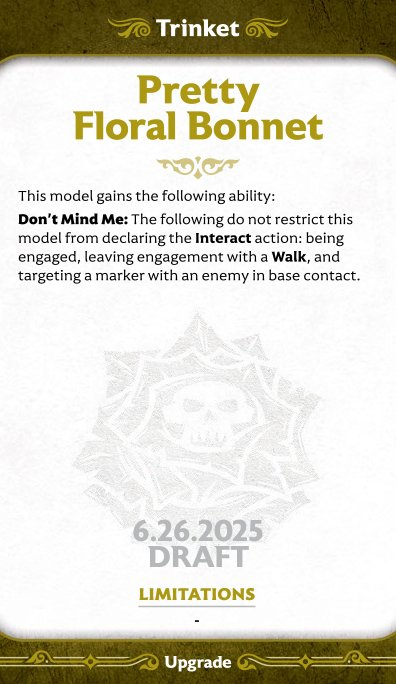 Trinket
Pretty
Floral Bonnet
This model gains the following ability:
Don't Mind Me: The following do not restrict this
model from declaring the Interact action: being
engaged, leaving engagement with a Walk, and
targeting a marker with an enemy in base contact.
6.26.2025
DRAFT
LIMITATIONS
-
Upgrade